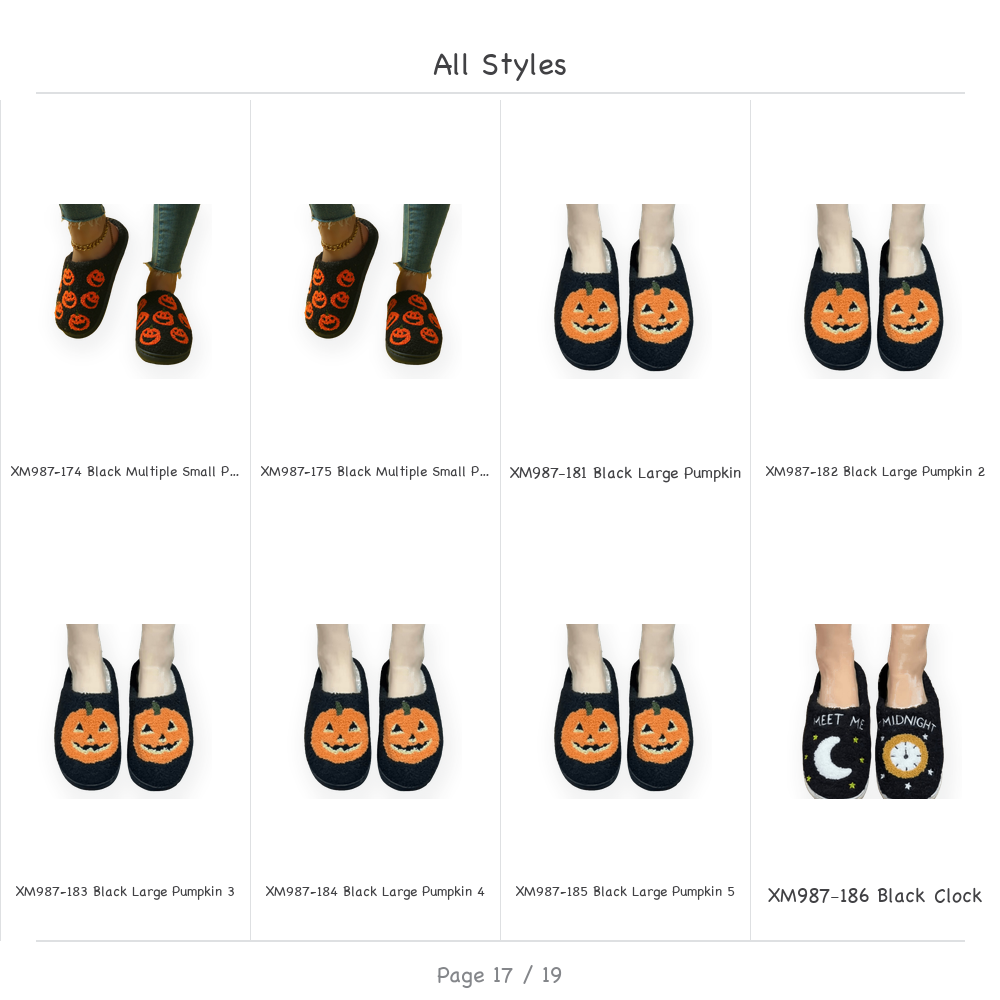 All Styles
XM987-174 Black Multiple Small P...
XM987-175 Black Multiple Small P...
XM987-181 Black Large Pumpkin
XM987-182 Black Large Pumpkin 2
MEET ME
MIDNIGHT
XM987-183 Black Large Pumpkin 3
XM987-184 Black Large Pumpkin 4
XM987-185 Black Large Pumpkin 5
XM987-186 Black Clock
Page 17 / 19